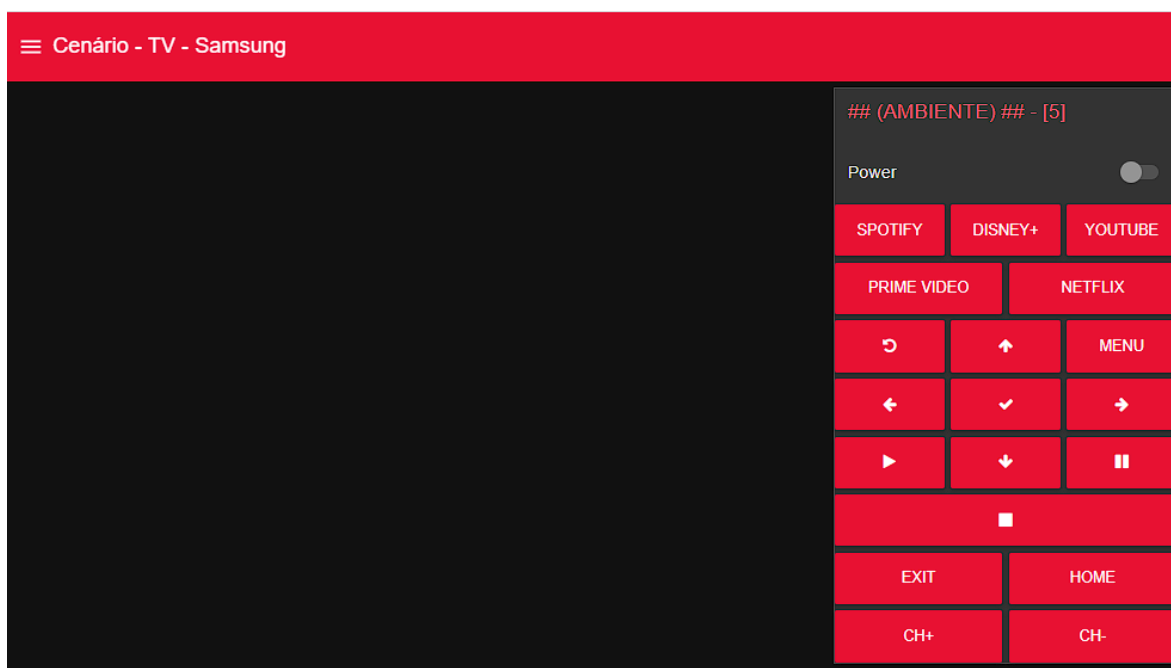 Cenário - TV - Samsung
## (AMBIENTE) ## - [5]
Power
SPOTIFY DISNEY+ YOUTUBE
PRIME VIDEO NETFLIX
MENU
EXIT HOME
CH+ CH-